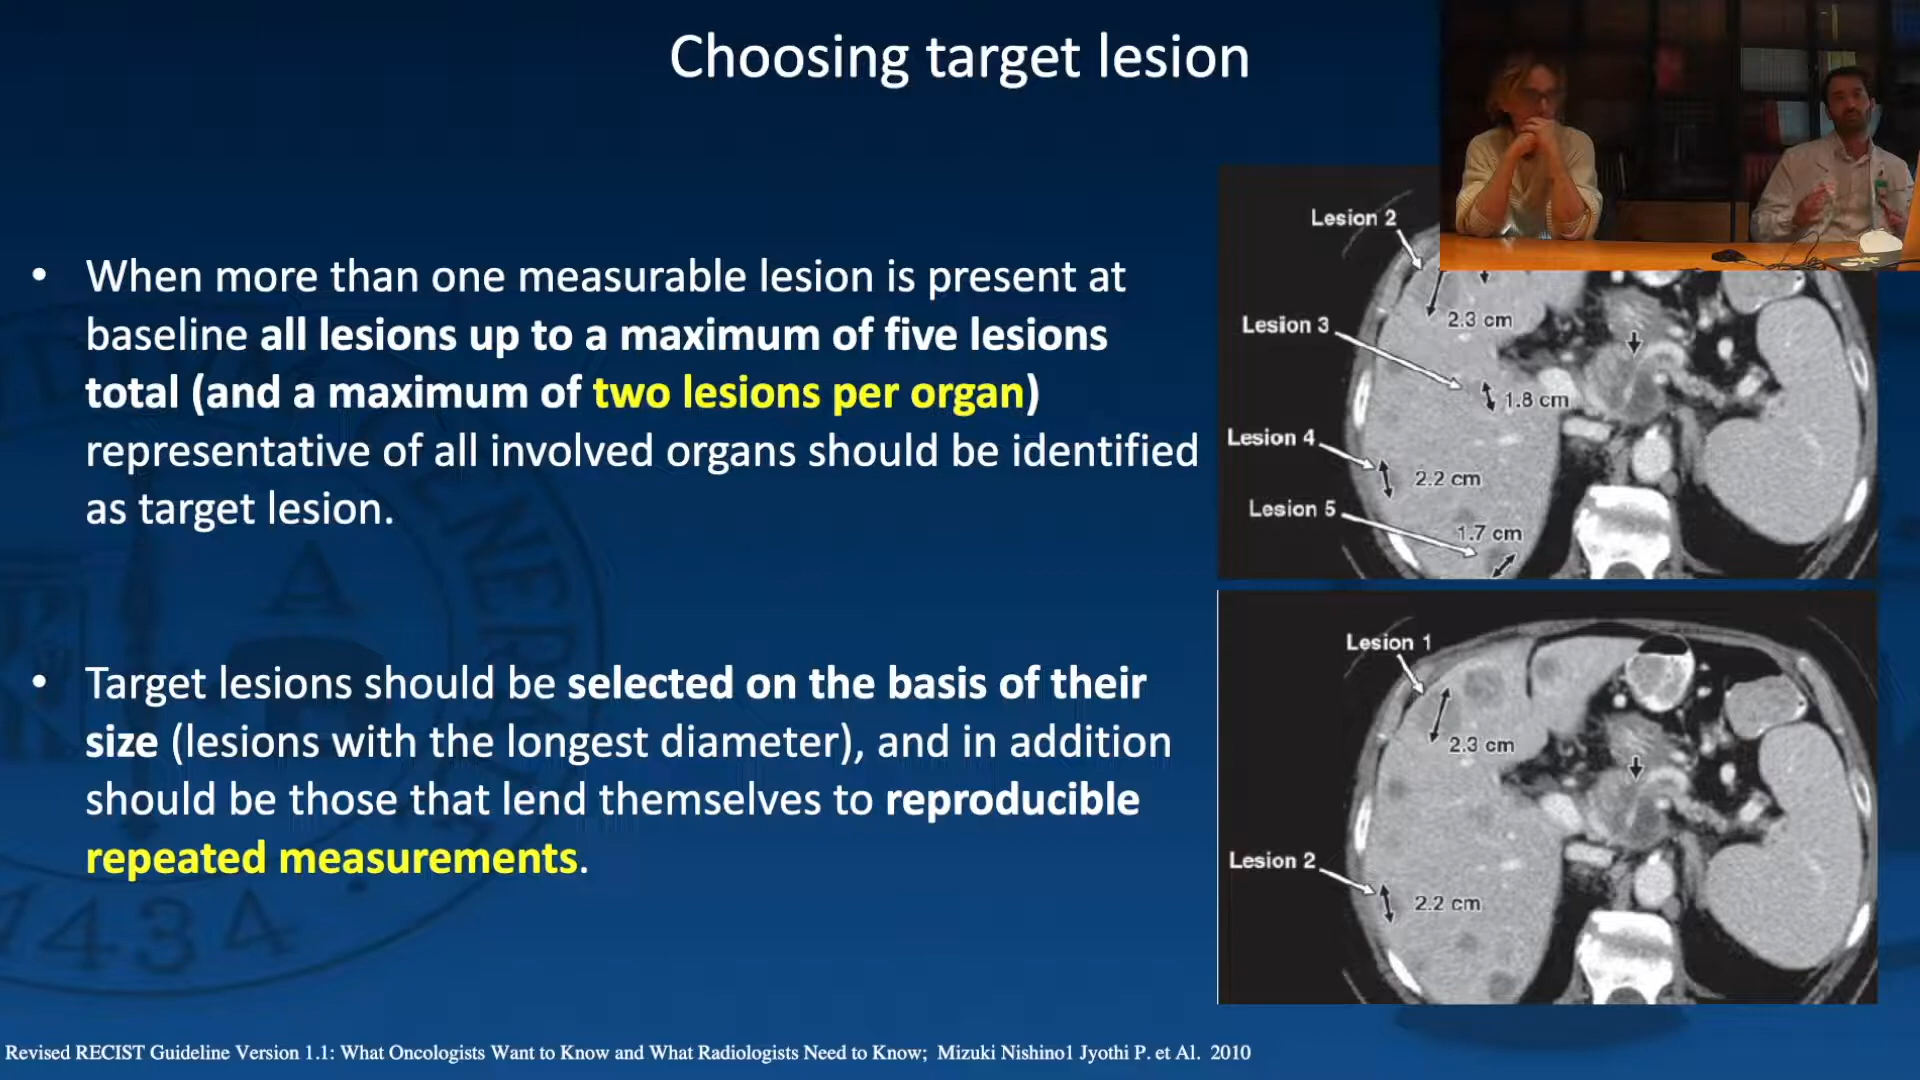 Choosing target lesion
• When more than one measurable lesion is present at
baseline all lesions up to a maximum of five lesions
total (and a maximum of two lesions per organ)
representative of all involved organs should be identified
as target lesion.
• Target lesions should be selected on the basis of their
size (lesions with the longest diameter), and in addition
should be those that lend themselves to reproducible
repeated measurements.
Lesion 2
2.3 cm
Lesion 3
1.8 cm
Lesion 4
2.2 cm
Lesion 5
1.7 cm
Lesion 1
2.3 cm
Lesion 2
2.2 cm
1434
Revised RECIST Guideline Version 1.1: What Oncologists Want to Know and What Radiologists Need to Know; Mizuki Nishino1 Jyothi P. et Al. 2010